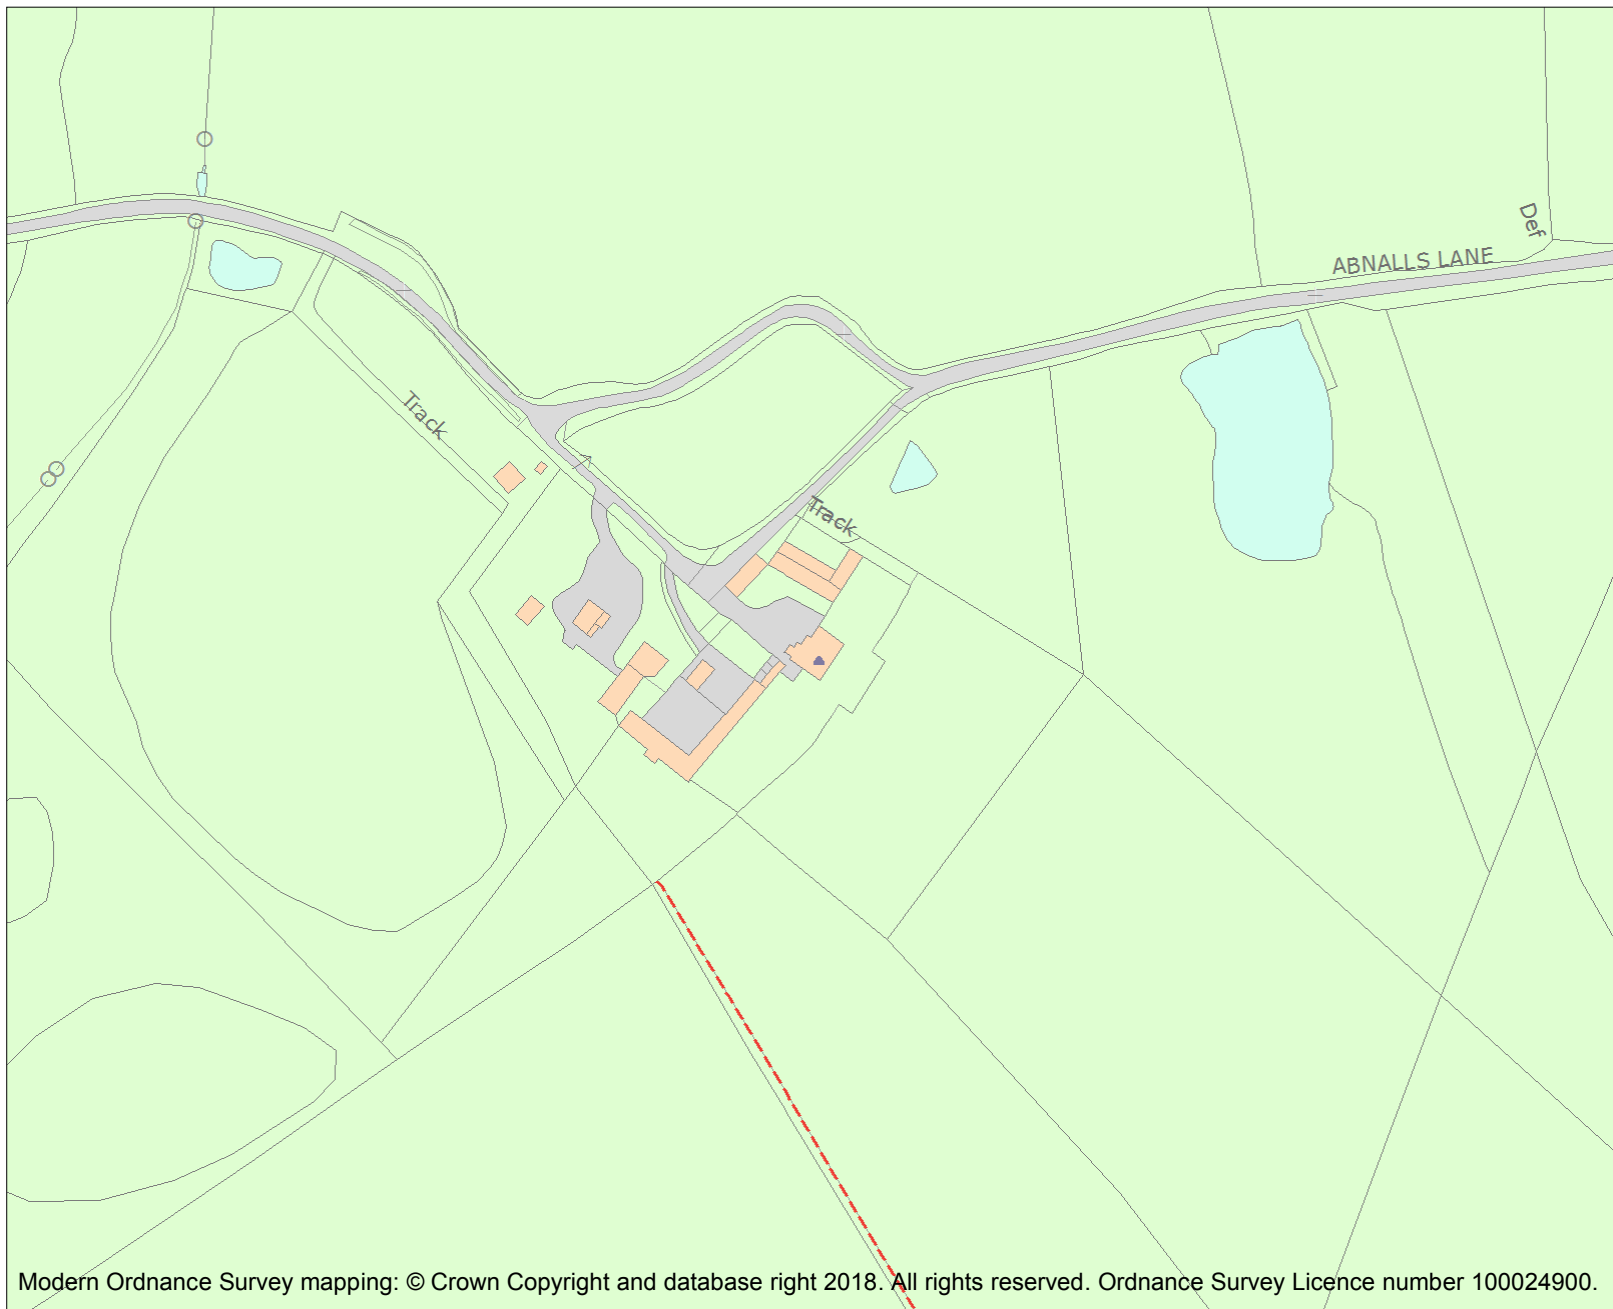 Def
ABNALLS LANE
Track
Track
Modern Ordnance Survey mapping: © Crown Copyright and database right 2018. All rights reserved. Ordnance Survey Licence number 100024900.